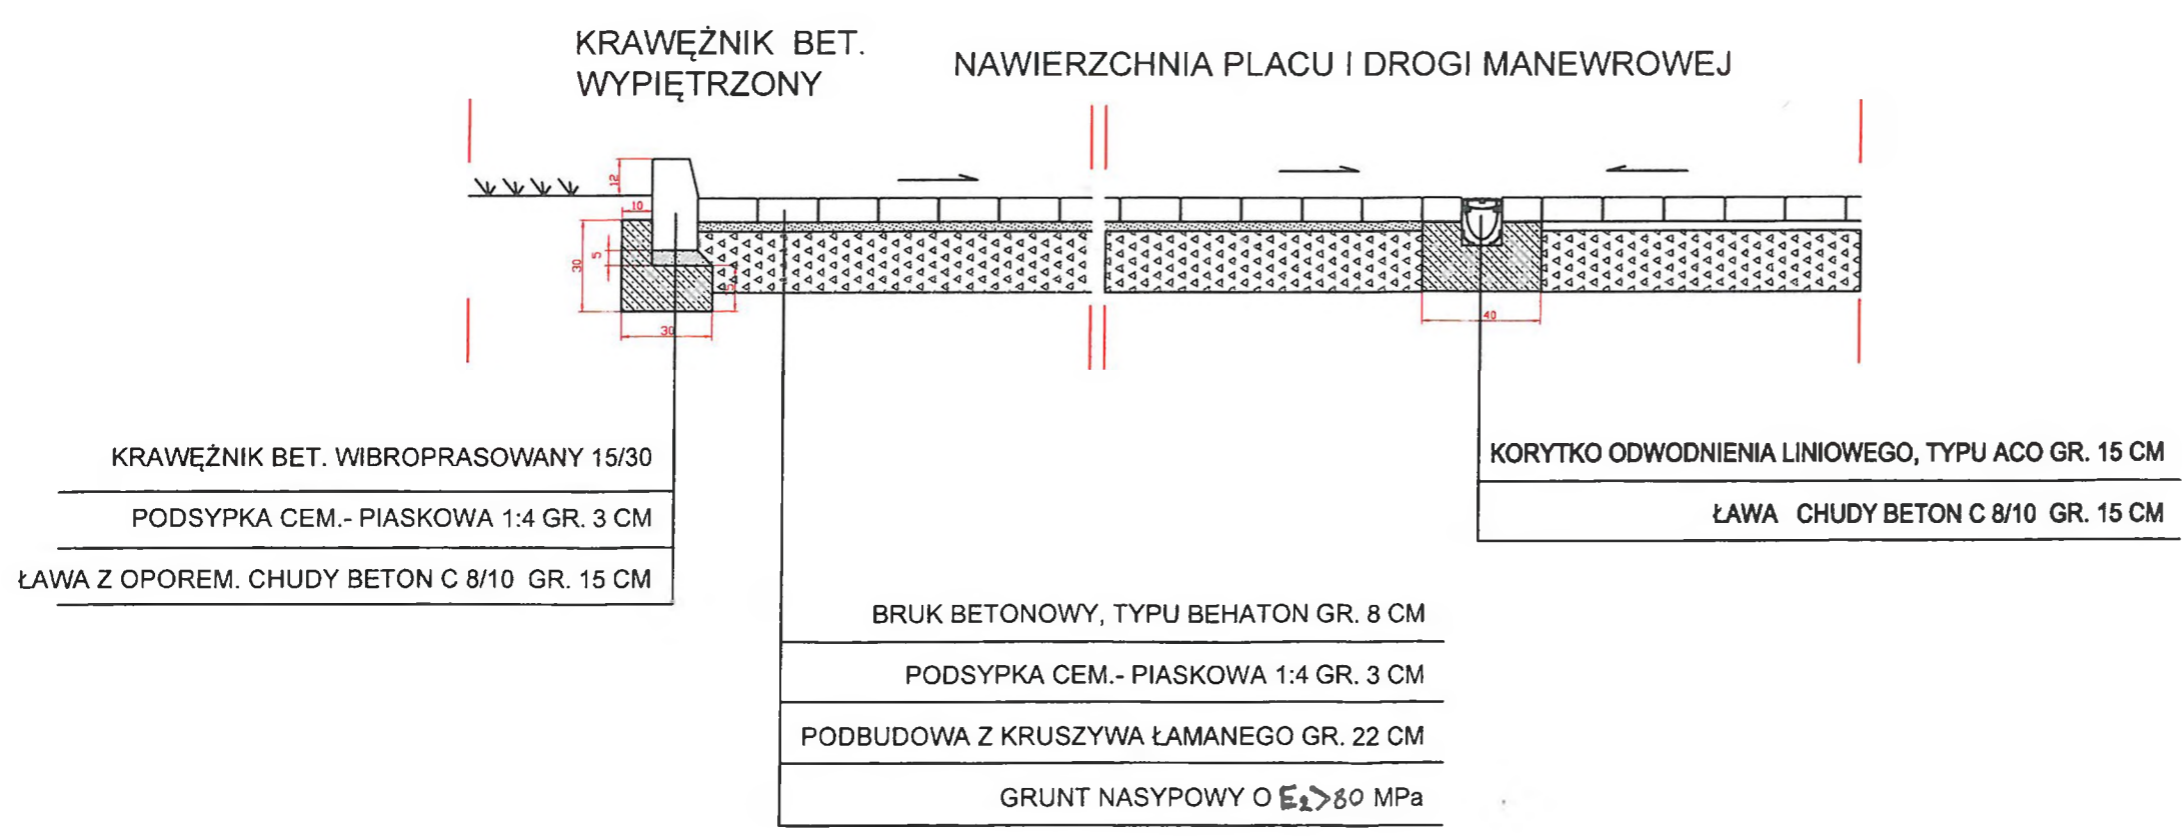 KRAWĘŻNIK BET.
WYPIĘTRZONY
NAWIERZCHNIA PLACU I DROGI MANEWROWEJ
12
10
30
5
15
30
40
KRAWĘŻNIK BET. WIBROPRASOWANY 15/30
PODSYPKA CEM.- PIASKOWA 1:4 GR. 3 CM
ŁAWA Z OPOREM. CHUDY BETON C 8/10 GR. 15 CM
KORYTKO ODWODNIENIA LINIOWEGO, TYPU ACO GR. 15 CM
ŁAWA CHUDY BETON C 8/10 GR. 15 CM
BRUK BETONOWY, TYPU BEHATON GR. 8 CM
PODSYPKA CEM.- PIASKOWA 1:4 GR. 3 CM
PODBUDOWA Z KRUSZYWA ŁAMANEGO GR. 22 CM
GRUNT NASYPOWY O E₂>80 MPa